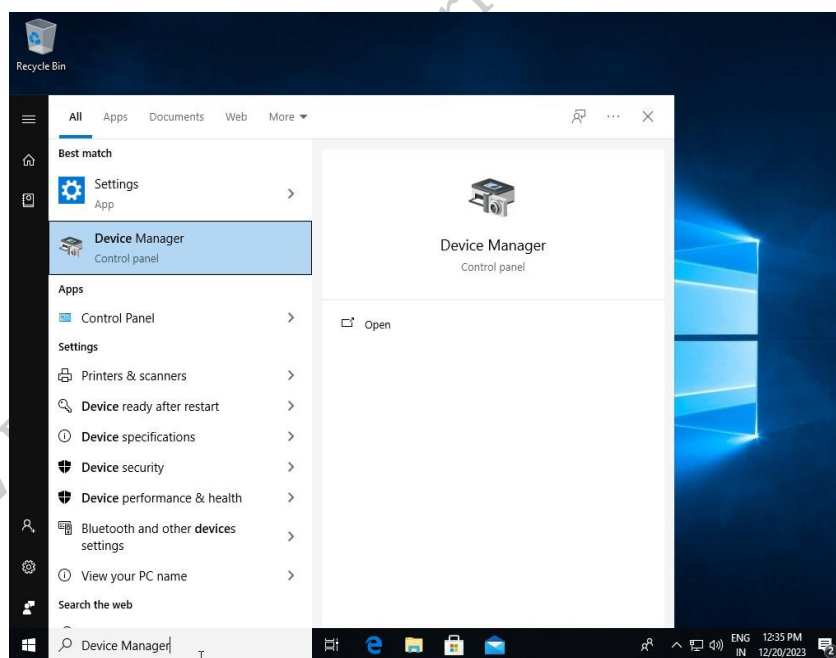 Recycle Bin
All Apps Documents Web More
Best match
Settings
App
Device Manager
Control panel
Apps
Control Panel
Settings
Printers & scanners
Device ready after restart
Device specifications
Device security
Device performance & health
Bluetooth and other devices
settings
View your PC name
Search the web
Device Manager
Control panel
Open
Device Manager
ENG
IN
12:35 PM
12/20/2023
2